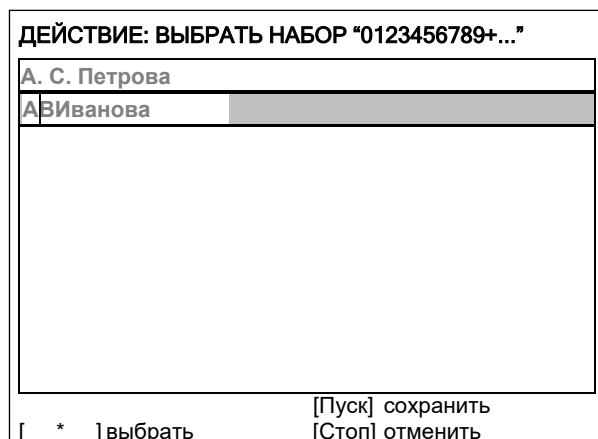 ДЕЙСТВИЕ: ВЫБРАТЬ НАБОР “0123456789+...”
А. С. Петрова
АВИванова
[Пуск] сохранить
[ * ] выбрать [Стоп] отменить